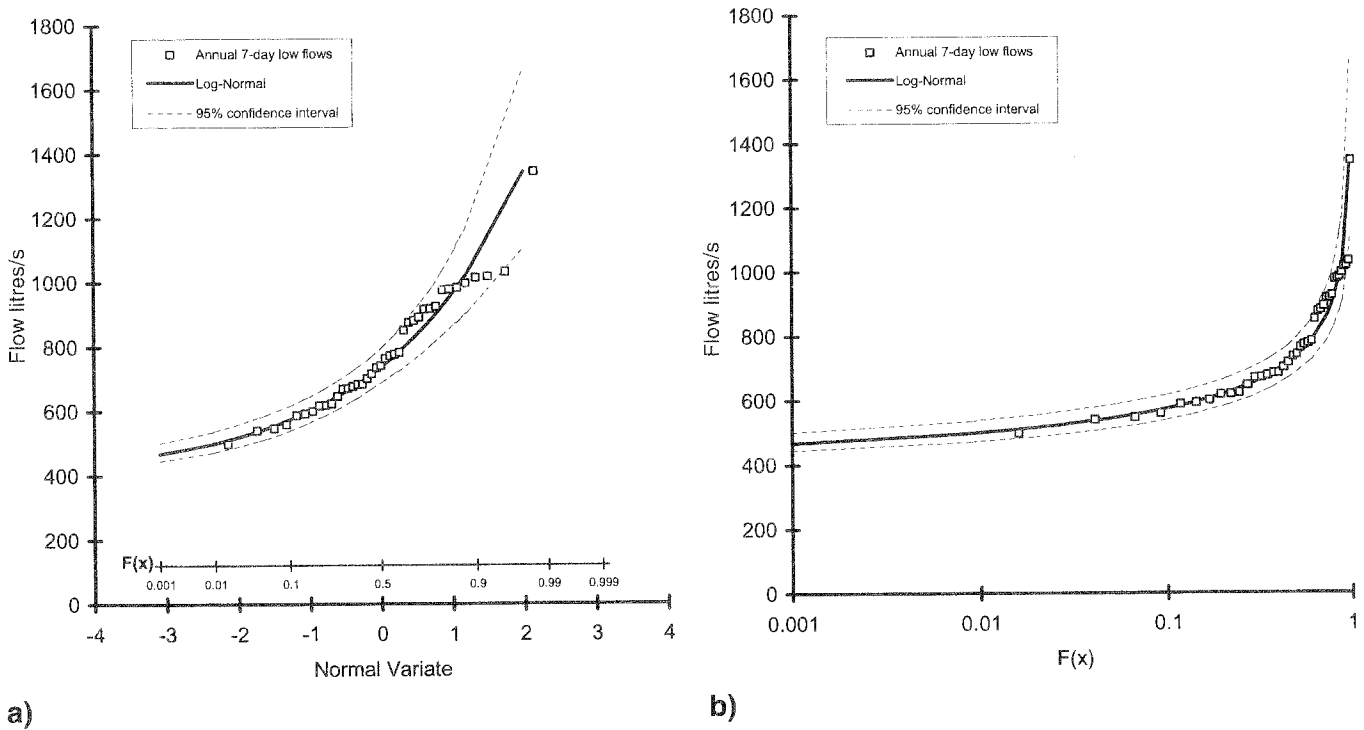 1800
1600
1400
1200
1000
800
600
400
200
0
Flow litres/s
Annual 7-day low flows
Log-Normal
95% confidence interval
F(x)
0.001 0.01 0.1 0.5 0.9 0.99 0.999
-4 -3 -2 -1 0 1 2 3 4
Normal Variate
a)
1800
1600
1400
1200
1000
800
600
400
200
0
Flow litres/s
Annual 7-day low flows
Log-Normal
95% confidence interval
0.001 0.01 0.1 1
F(x)
b)